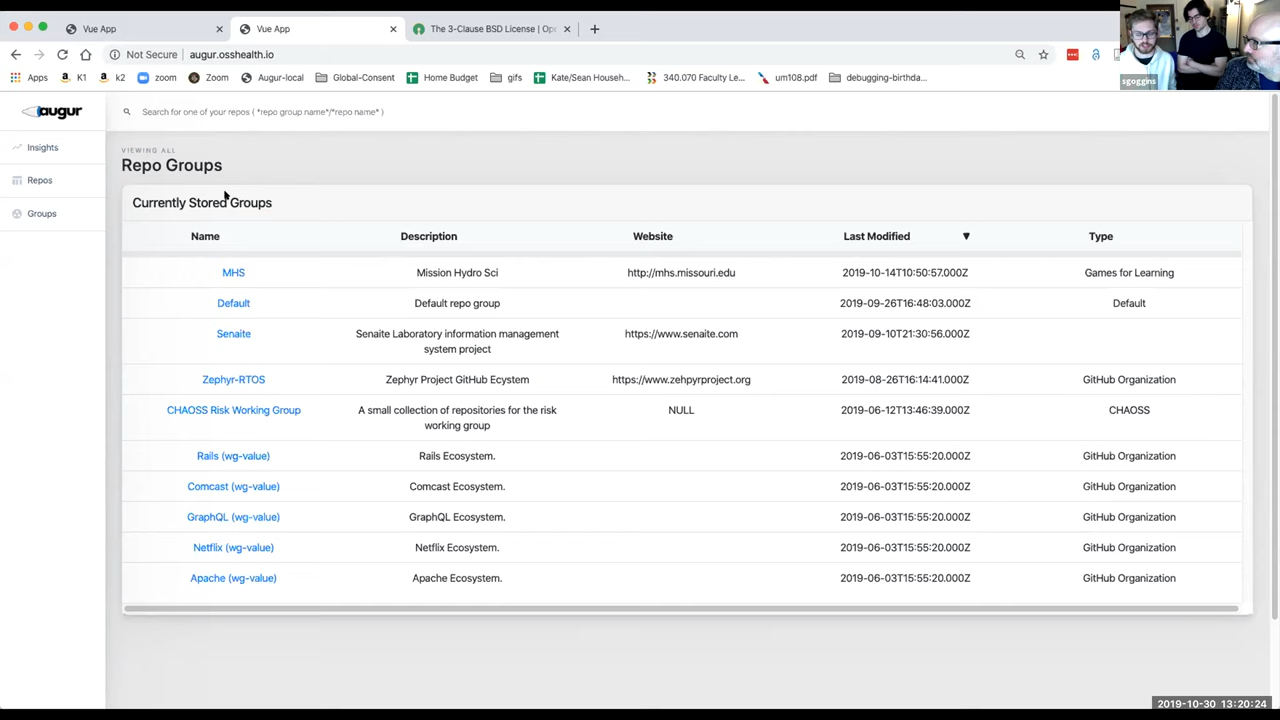 Vue App
Vue App
The 3-Clause BSD License | Ope
Not Secure | augur.osshealth.io
Apps K1 k2 zoom Zoom Augur-local Global-Consent Home Budget gifs Kate/Sean Househ... 340.070 Faculty Le... um108.pdf debugging-birthda...
sgoggins
augur
Search for one of your repos ( *repo group name*/*repo name* )
Insights
Repos
Groups
VIEWING ALL
Repo Groups
Currently Stored Groups
Name Description Website Last Modified ▼ Type
MHS Mission Hydro Sci http://mhs.missouri.edu 2019-10-14T10:50:57.000Z Games for Learning
Default Default repo group 2019-09-26T16:48:03.000Z Default
Senaite Senaite Laboratory information management https://www.senaite.com 2019-09-10T21:30:56.000Z
system project
Zephyr-RTOS Zephyr Project GitHub Ecystem https://www.zehpyrproject.org 2019-08-26T16:14:41.000Z GitHub Organization
CHAOSS Risk Working Group A small collection of repositories for the risk NULL 2019-06-12T13:46:39.000Z CHAOSS
working group
Rails (wg-value) Rails Ecosystem. 2019-06-03T15:55:20.000Z GitHub Organization
Comcast (wg-value) Comcast Ecosystem. 2019-06-03T15:55:20.000Z GitHub Organization
GraphQL (wg-value) GraphQL Ecosystem. 2019-06-03T15:55:20.000Z GitHub Organization
Netflix (wg-value) Netflix Ecosystem. 2019-06-03T15:55:20.000Z GitHub Organization
Apache (wg-value) Apache Ecosystem. 2019-06-03T15:55:20.000Z GitHub Organization
2019-10-30 13:20:24